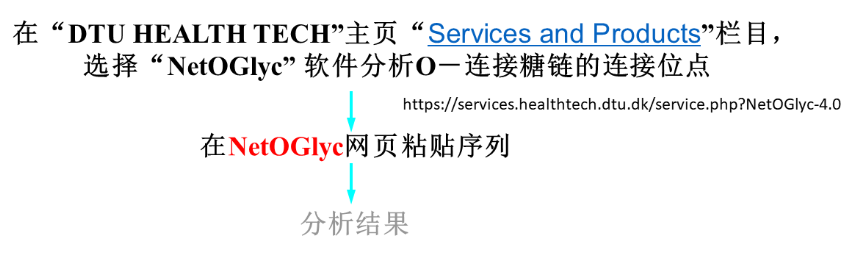 在“DTU HEALTH TECH”主页“Services and Products”栏目，
选择“NetOGlyc” 软件分析O－连接糖链的连接位点
https://services.healthtech.dtu.dk/service.php?NetOGlyc-4.0
在NetOGlyc网页粘贴序列
分析结果